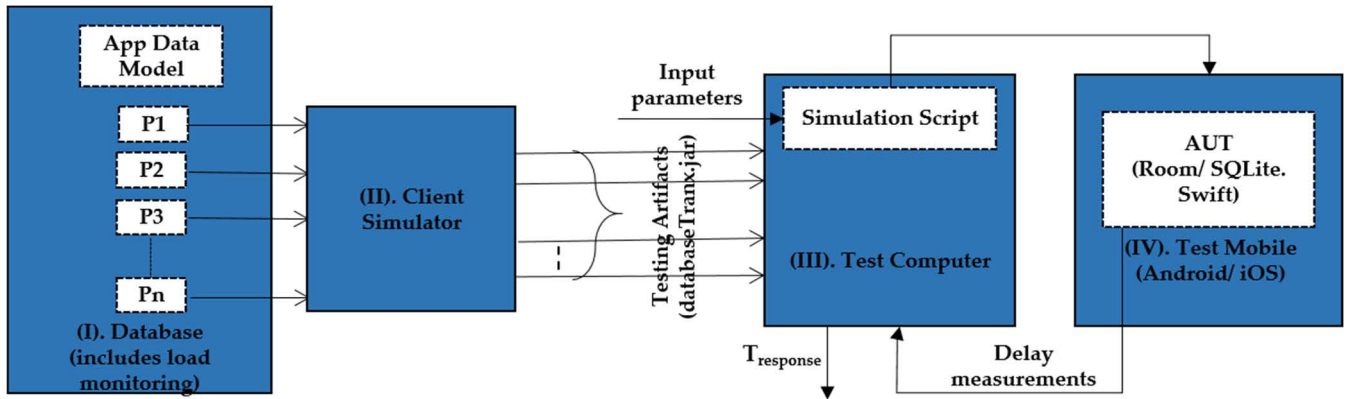 App Data
Model
P1
P2
P3
Pn
(I). Database
(includes load
monitoring)
(II). Client
Simulator
Testing Artifacts
(databaseTranx.jar)
Input
parameters
Simulation Script
(III). Test Computer
T response
Delay
measurements
AUT
(Room/ SQLite.
Swift)
(IV). Test Mobile
(Android/ iOS)